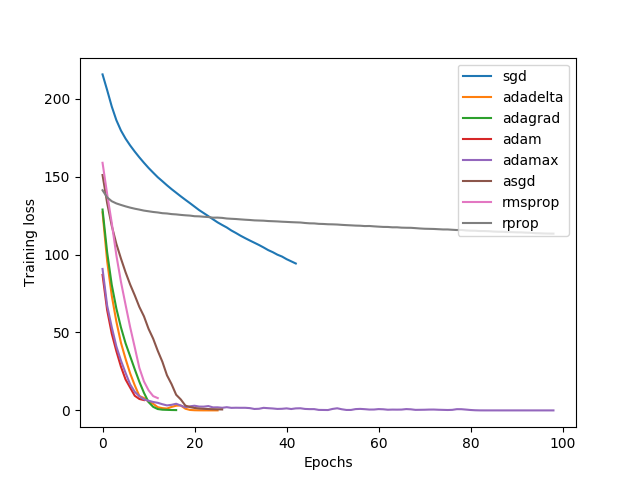 200
150
100
50
0
Training loss
0
20
40
60
80
100
Epochs
sgd
adadelta
adagrad
adam
adamax
asgd
rmsprop
rprop